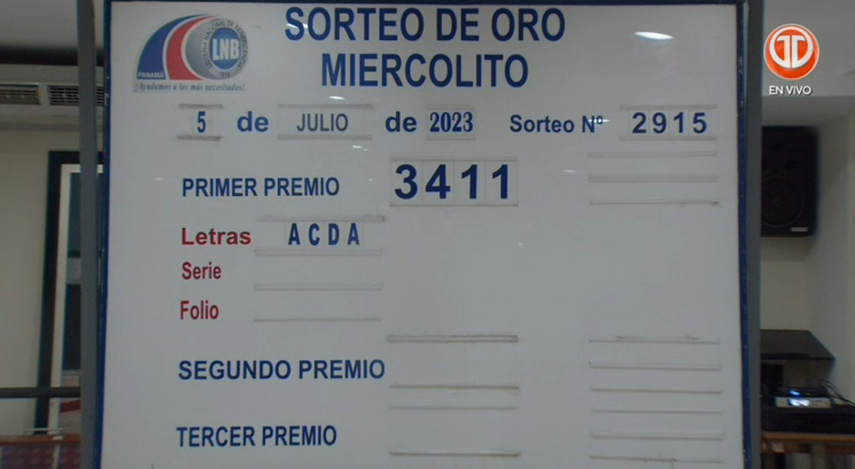 SORTEO DE ORO
MIERCOLITO
LNB
PANAMÁ
¡Ayudamos a los más necesitados!
5 de JULIO de 2023 Sorteo Nº 2915
PRIMER PREMIO 3411
Letras ACDA
Serie
Folio
SEGUNDO PREMIO
TERCER PREMIO
EN VIVO